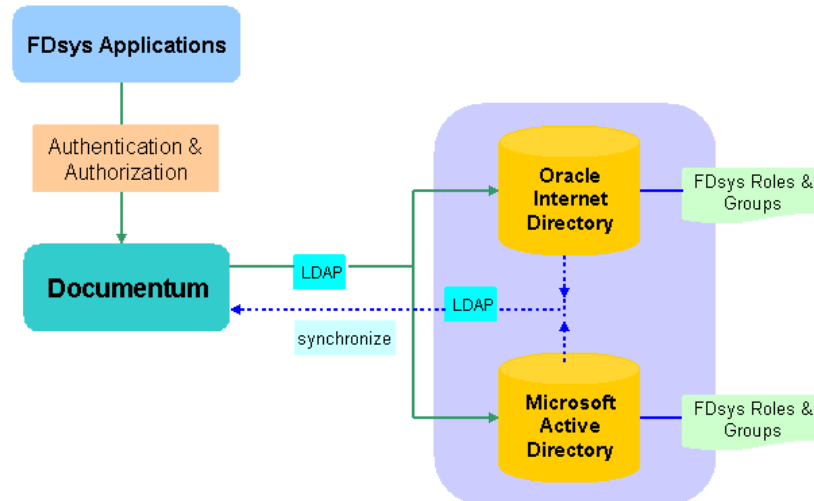 FDsys Applications
Authentication &
Authorization
Documentum
LDAP
LDAP
synchronize
Oracle
Internet
Directory
FDsys Roles &
Groups
Microsoft
Active
Directory
FDsys Roles &
Groups